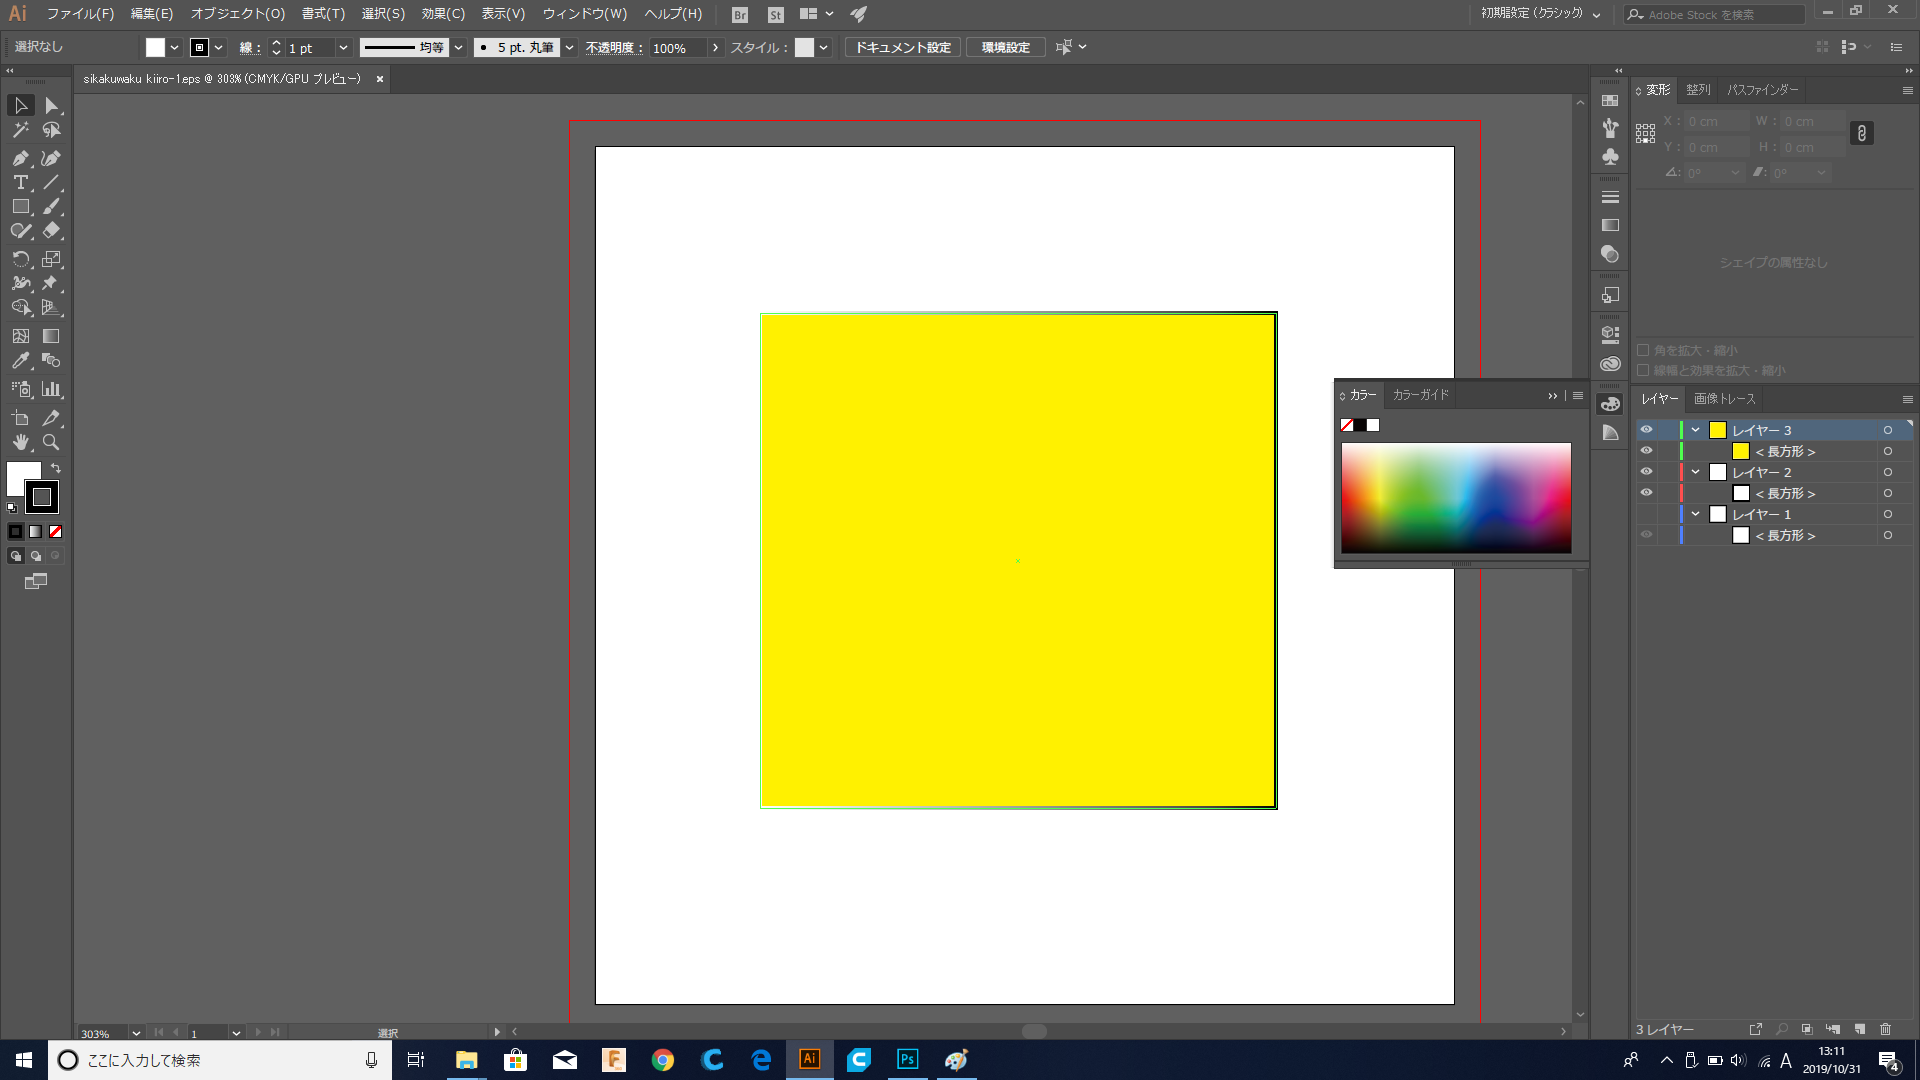 Ai ファイル(F) 編集(E) オブジェクト(O) 書式(T) 選択(S) 効果(C) 表示(V) ウィンドウ(W) ヘルプ(H) Br St 初期設定 (クラシック) Adobe Stock を検索
選択なし 線 : 1 pt 均等 5 pt. 丸筆 不透明度 : 100% スタイル : ドキュメント設定 環境設定
sikakuwaku kiiro-1.eps @ 303% (CMYK/GPU プレビュー)
変形 整列 パスファインダー
X : 0 cm W : 0 cm
Y : 0 cm H : 0 cm
0° 0°
シェイプの属性なし
角を拡大・縮小
線幅と効果を拡大・縮小
カラー カラーガイド
レイヤー 画像トレース
レイヤー 3
< 長方形 >
レイヤー 2
< 長方形 >
レイヤー 1
< 長方形 >
303% 1 選択
3 レイヤー
ここに入力して検索
Ai Ps
A 13:11
2019/10/31
4